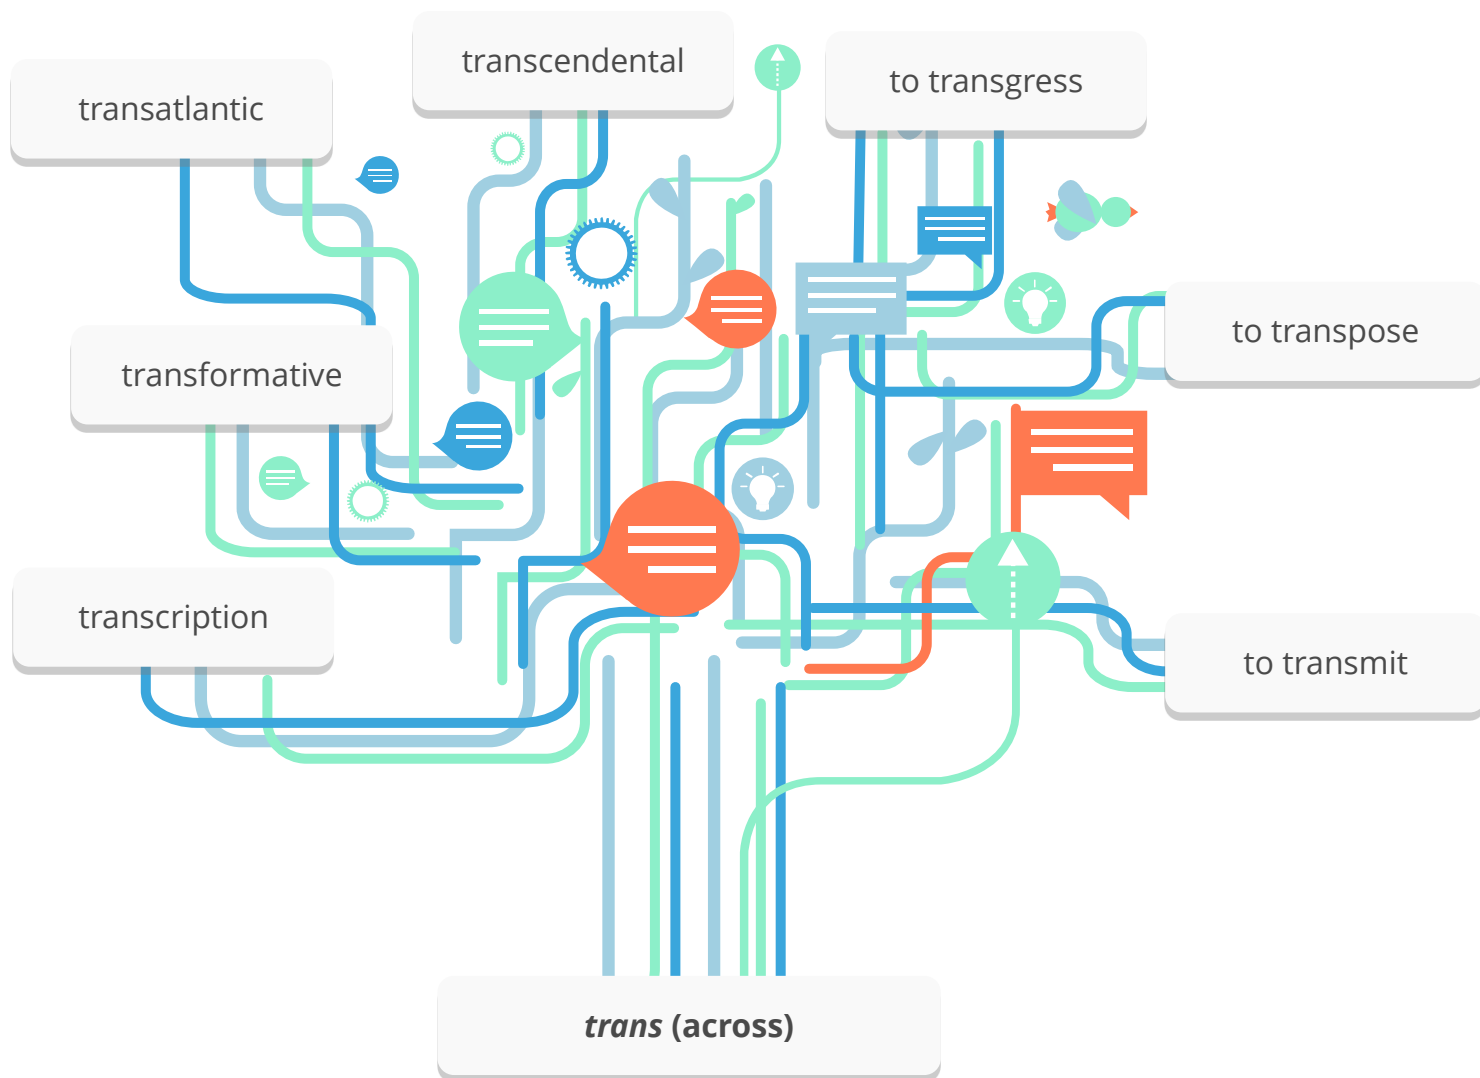 transcendental
to transgress
transatlantic
to transpose
transformative
transcription
to transmit
trans (across)